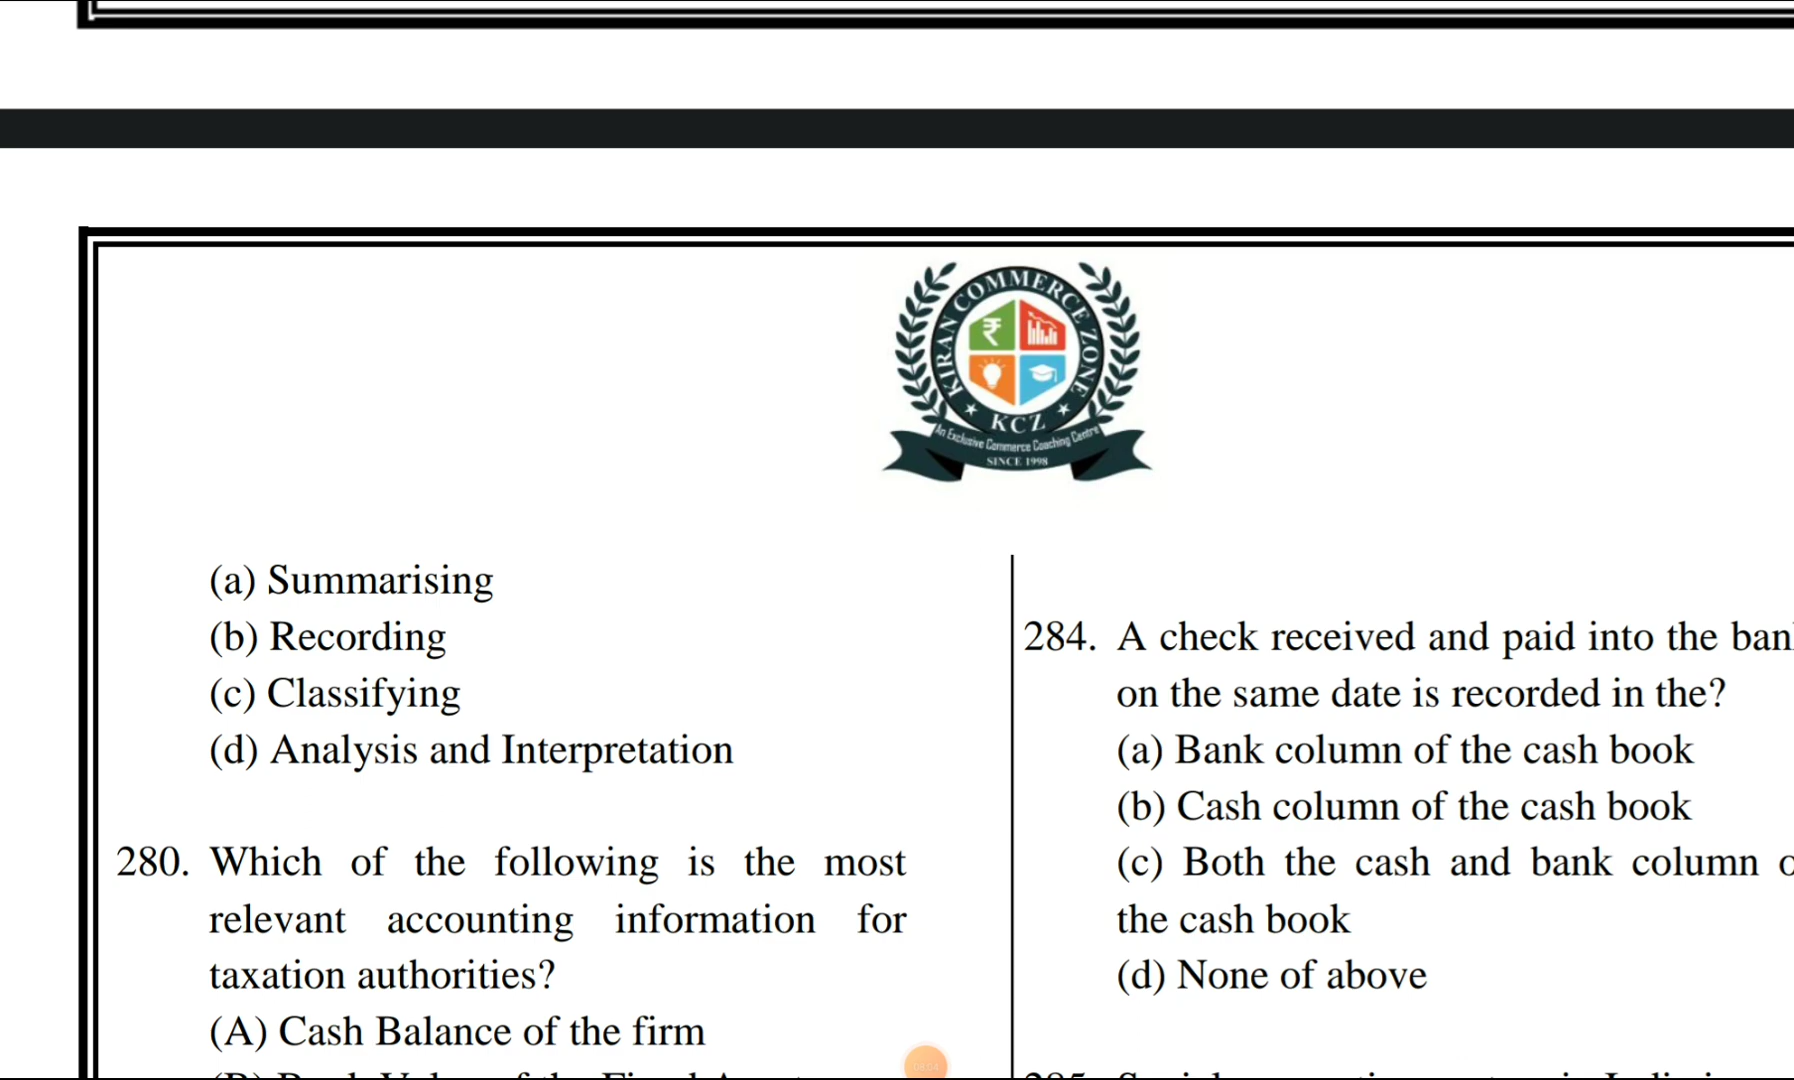 KIRAN COMMERCE ZONE
KCZ
An Exclusive Commerce Coaching Centre
SINCE 1998
(a) Summarising
(b) Recording
(c) Classifying
(d) Analysis and Interpretation
280. Which of the following is the most
relevant accounting information for
taxation authorities?
(A) Cash Balance of the firm
284. A check received and paid into the
on the same date is recorded in the?
(a) Bank column of the cash book
(b) Cash column of the cash book
(c) Both the cash and bank column
the cash book
(d) None of above